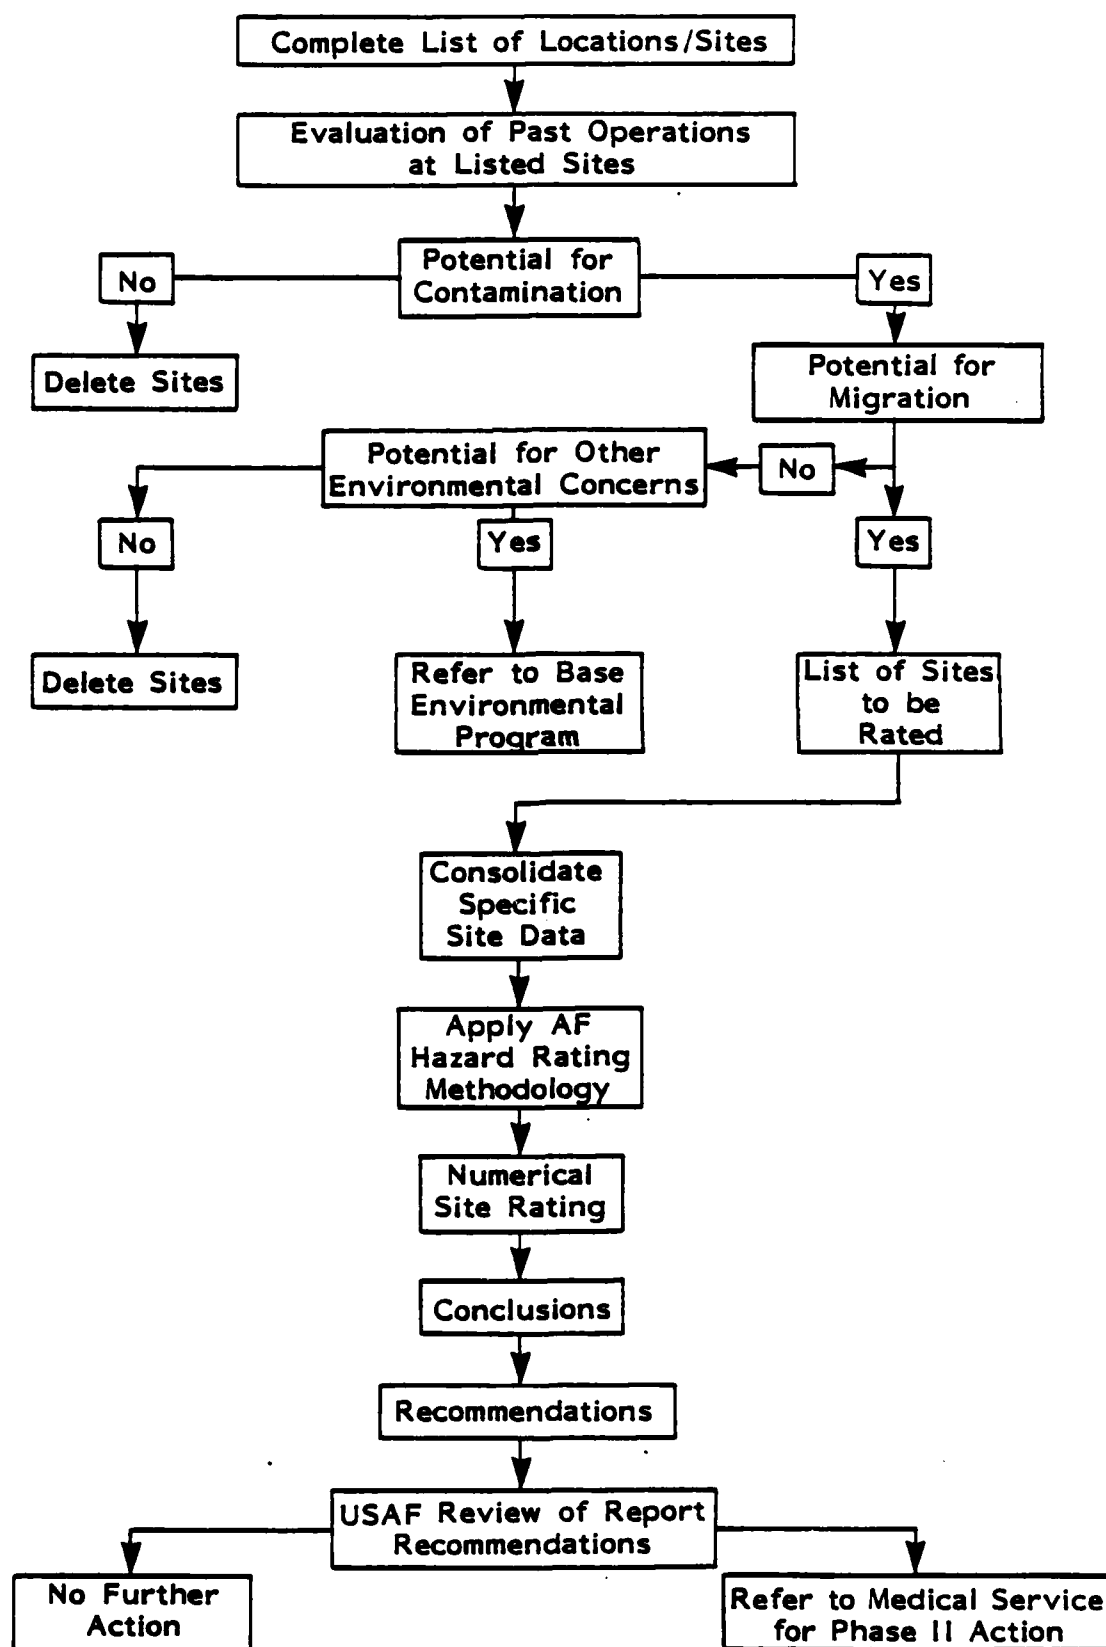 Complete List of Locations/Sites
Evaluation of Past Operations
at Listed Sites
Potential for
Contamination
No
Yes
Delete Sites
Potential for
Migration
Potential for Other
Environmental Concerns
No
No
Yes
Yes
Delete Sites
Refer to Base
Environmental
Program
List of Sites
to be
Rated
Consolidate
Specific
Site Data
Apply AF
Hazard Rating
Methodology
Numerical
Site Rating
Conclusions
Recommendations
USAF Review of Report
Recommendations
No Further
Action
Refer to Medical Service
for Phase II Action